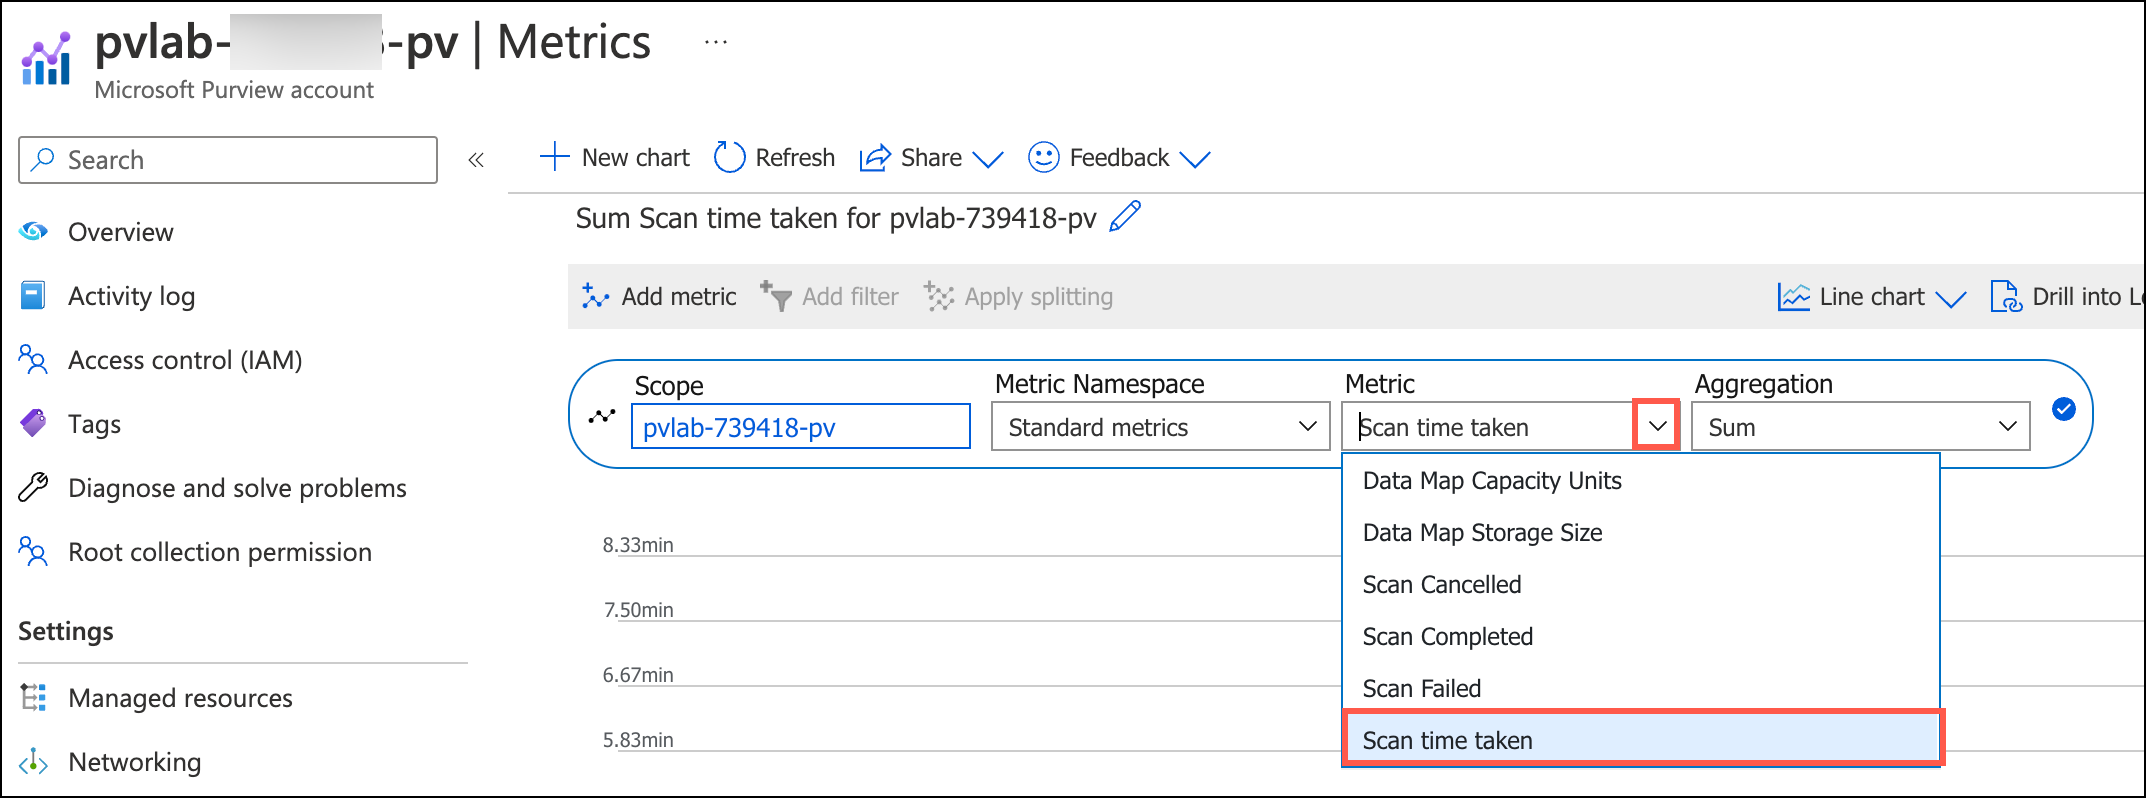 pvlab- -pv | Metrics ...
Microsoft Purview account
Search «
New chart Refresh Share Feedback
Sum Scan time taken for pvlab-739418-pv
Add metric Add filter Apply splitting Line chart Drill into
Scope Metric Namespace Metric Aggregation
pvlab-739418-pv Standard metrics Scan time taken Sum
Data Map Capacity Units
Data Map Storage Size
Scan Cancelled
Scan Completed
Scan Failed
Scan time taken
8.33min
7.50min
6.67min
5.83min
Overview
Activity log
Access control (IAM)
Tags
Diagnose and solve problems
Root collection permission
Settings
Managed resources
Networking